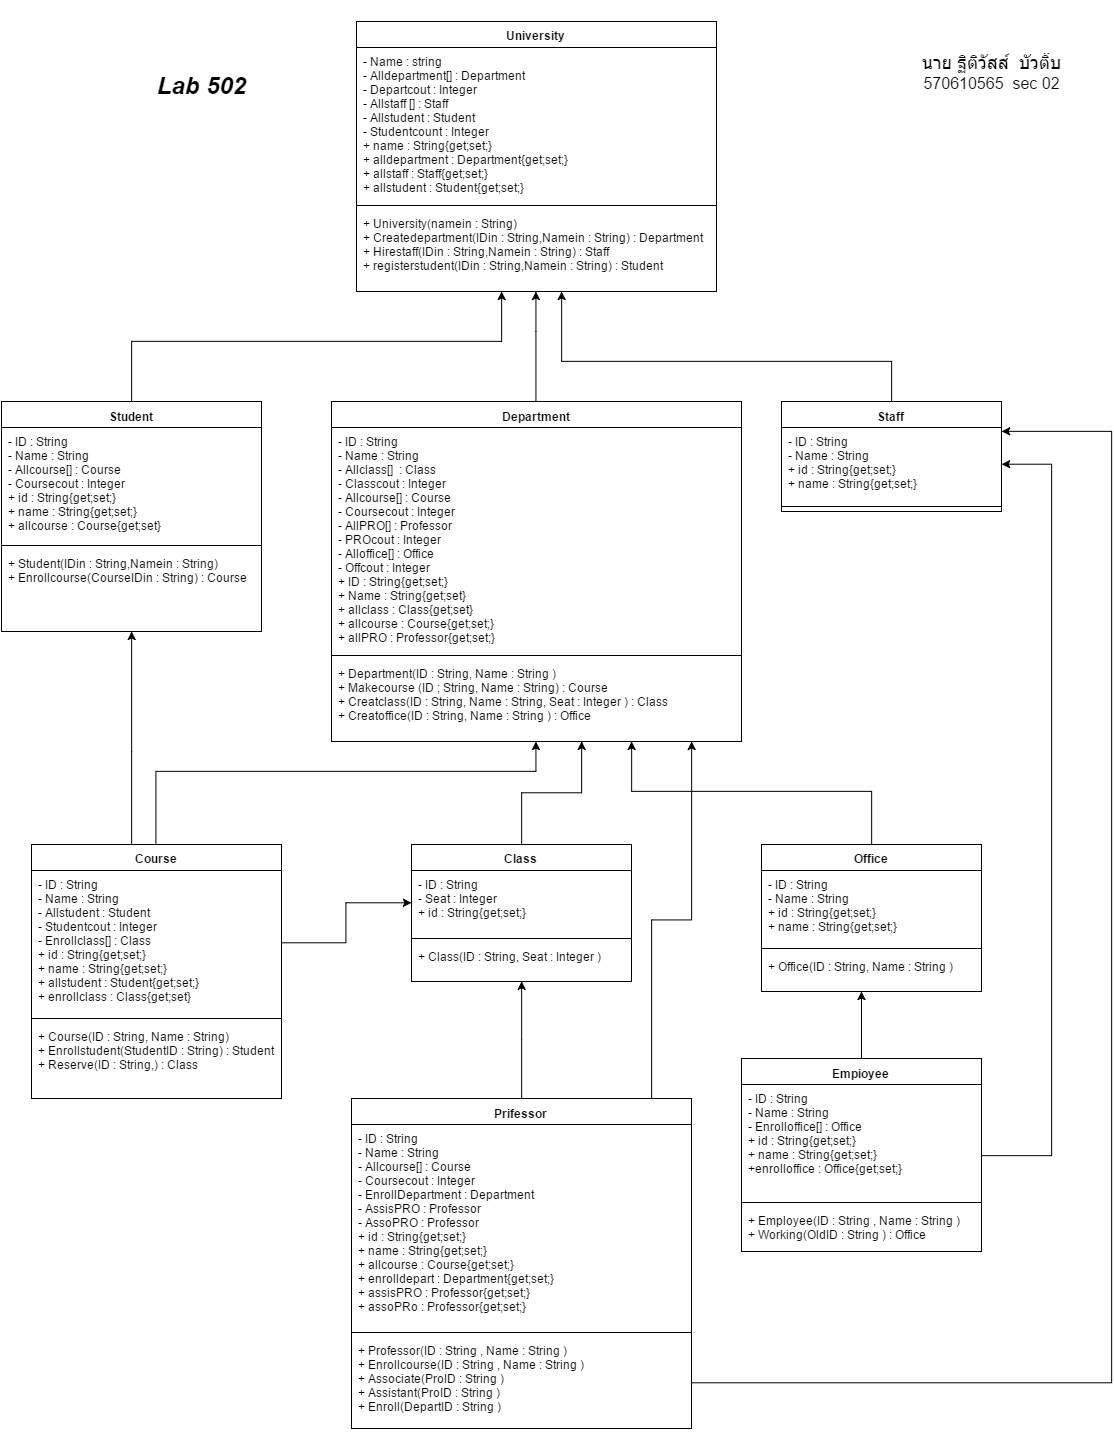 University
- Name : string
- Alldepartment[] : Department
- Departcout : Integer
- Allstaff [] : Staff
- Allstudent : Student
- Studentcount : Integer
+ name : String{get;set;}
+ alldepartment : Department{get;set;}
+ allstaff : Staff{get;set;}
+ allstudent : Student{get;set;}
+ University(namein : String)
+ Createdepartment(IDin : String,Namein : String) : Department
+ Hirestaff(IDin : String,Namein : String) : Staff
+ registerstudent(IDin : String,Namein : String) : Student
Lab 502
นาย ฐิติวัสส์ บัวติ๊บ
570610565 sec 02
Student
- ID : String
- Name : String
- Allcourse[] : Course
- Coursecout : Integer
+ id : String{get;set;}
+ name : String{get;set;}
+ allcourse : Course{get;set}
+ Student(IDin : String,Namein : String)
+ Enrollcourse(CourseIDin : String) : Course
Department
- ID : String
- Name : String
- Allclass[] : Class
- Classcout : Integer
- Allcourse[] : Course
- Coursecout : Integer
- AllPRO[] : Professor
- PROcout : Integer
- Alloffice[] : Office
- Offcout : Integer
+ ID : String{get;set;}
+ Name : String{get;set}
+ allclass : Class{get;set}
+ allcourse : Course{get;set;}
+ allPRO : Professor{get;set;}
+ Department(ID : String, Name : String )
+ Makecourse (ID ; String, Name : String) : Course
+ Creatclass(ID : String, Name : String, Seat : Integer ) : Class
+ Creatoffice(ID : String, Name : String ) : Office
Staff
- ID : String
- Name : String
+ id : String{get;set;}
+ name : String{get;set;}
Course
- ID : String
- Name : String
- Allstudent : Student
- Studentcout : Integer
- Enrollclass[] : Class
+ id : String{get;set;}
+ name : String{get;set;}
+ allstudent : Student{get;set;}
+ enrollclass : Class{get;set}
+ Course(ID : String, Name : String)
+ Enrollstudent(StudentID : String) : Student
+ Reserve(ID : String,) : Class
Class
- ID : String
- Seat : Integer
+ id : String{get;set;}
+ Class(ID : String, Seat : Integer )
Office
- ID : String
- Name : String
+ id : String{get;set;}
+ name : String{get;set;}
+ Office(ID : String, Name : String )
Prifessor
- ID : String
- Name : String
- Allcourse[] : Course
- Coursecout : Integer
- EnrollDepartment : Department
- AssisPRO : Professor
- AssoPRO : Professor
+ id : String{get;set;}
+ name : String{get;set;}
+ allcourse : Course{get;set;}
+ enrolldepart : Department{get;set;}
+ assisPRO : Professor{get;set;}
+ assoPRo : Professor{get;set;}
+ Professor(ID : String , Name : String )
+ Enrollcourse(ID : String , Name : String )
+ Associate(ProID : String )
+ Assistant(ProID : String )
+ Enroll(DepartID : String )
Empioyee
- ID : String
- Name : String
- Enrolloffice[] : Office
+ id : String{get;set;}
+ name : String{get;set;}
+enrolloffice : Office{get;set;}
+ Employee(ID : String , Name : String )
+ Working(OldID : String ) : Office